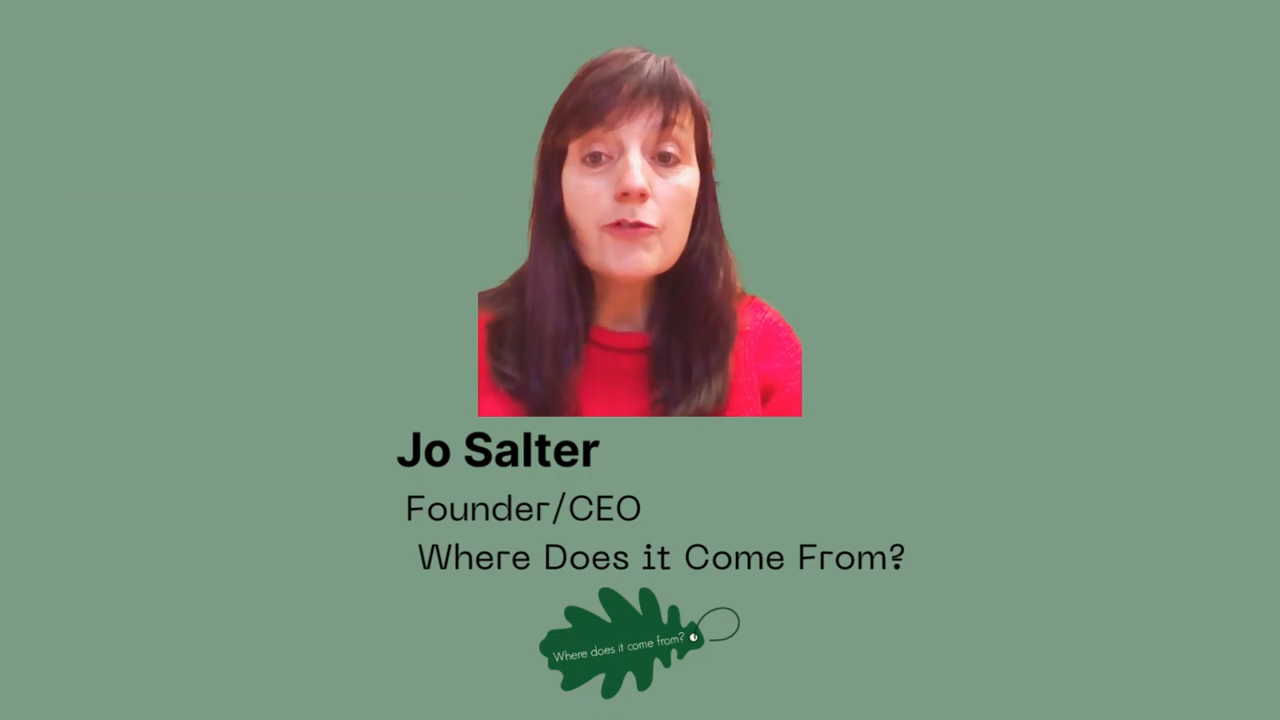 Jo Salter
Founder/CEO
Where Does it Come From?
Where does it come from?